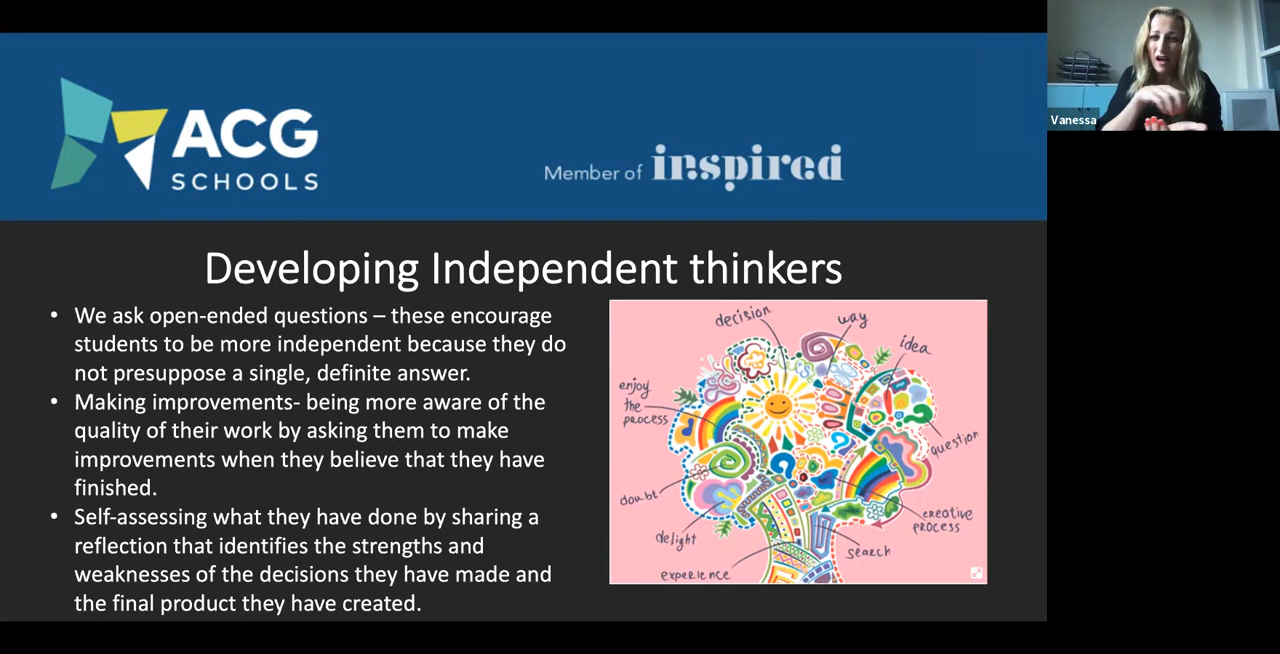 ACG
SCHOOLS
Member of inspired
Vanessa
Developing Independent thinkers
• We ask open-ended questions – these encourage
students to be more independent because they do
not presuppose a single, definite answer.
• Making improvements- being more aware of the
quality of their work by asking them to make
improvements when they believe that they have
finished.
• Self-assessing what they have done by sharing a
reflection that identifies the strengths and
weaknesses of the decisions they have made and
the final product they have created.
decision
way
idea
enjoy
the
process
question
doubt
creative
process
delight
search
experience